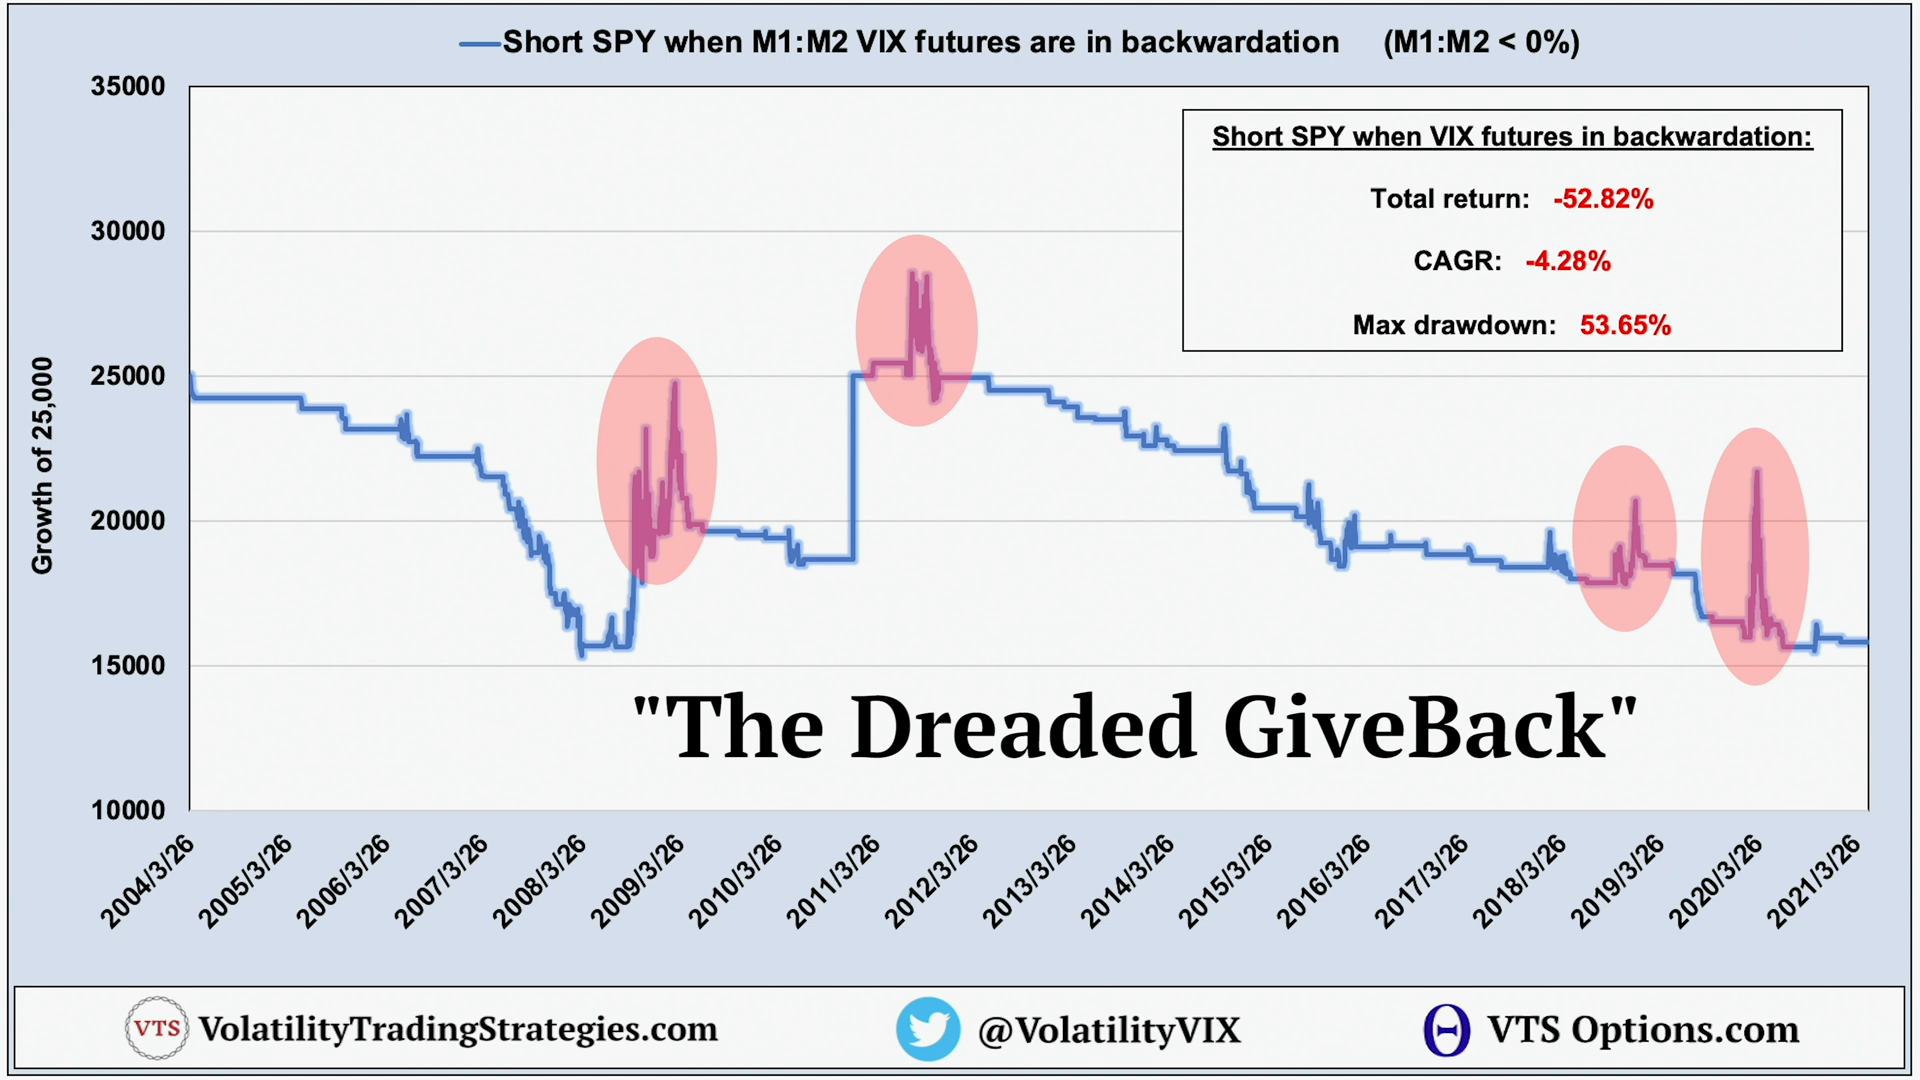 Short SPY when M1:M2 VIX futures are in backwardation (M1:M2 < 0%)
35000
30000
25000
20000
15000
10000
Growth of 25,000
Short SPY when VIX futures in backwardation:
Total return: -52.82%
CAGR: -4.28%
Max drawdown: 53.65%
"The Dreaded GiveBack"
2004/3/26
2005/3/26
2006/3/26
2007/3/26
2008/3/26
2009/3/26
2010/3/26
2011/3/26
2012/3/26
2013/3/26
2014/3/26
2015/3/26
2016/3/26
2017/3/26
2018/3/26
2019/3/26
2020/3/26
2021/3/26
VTS VolatilityTradingStrategies.com
@VolatilityVIX
VTS Options.com